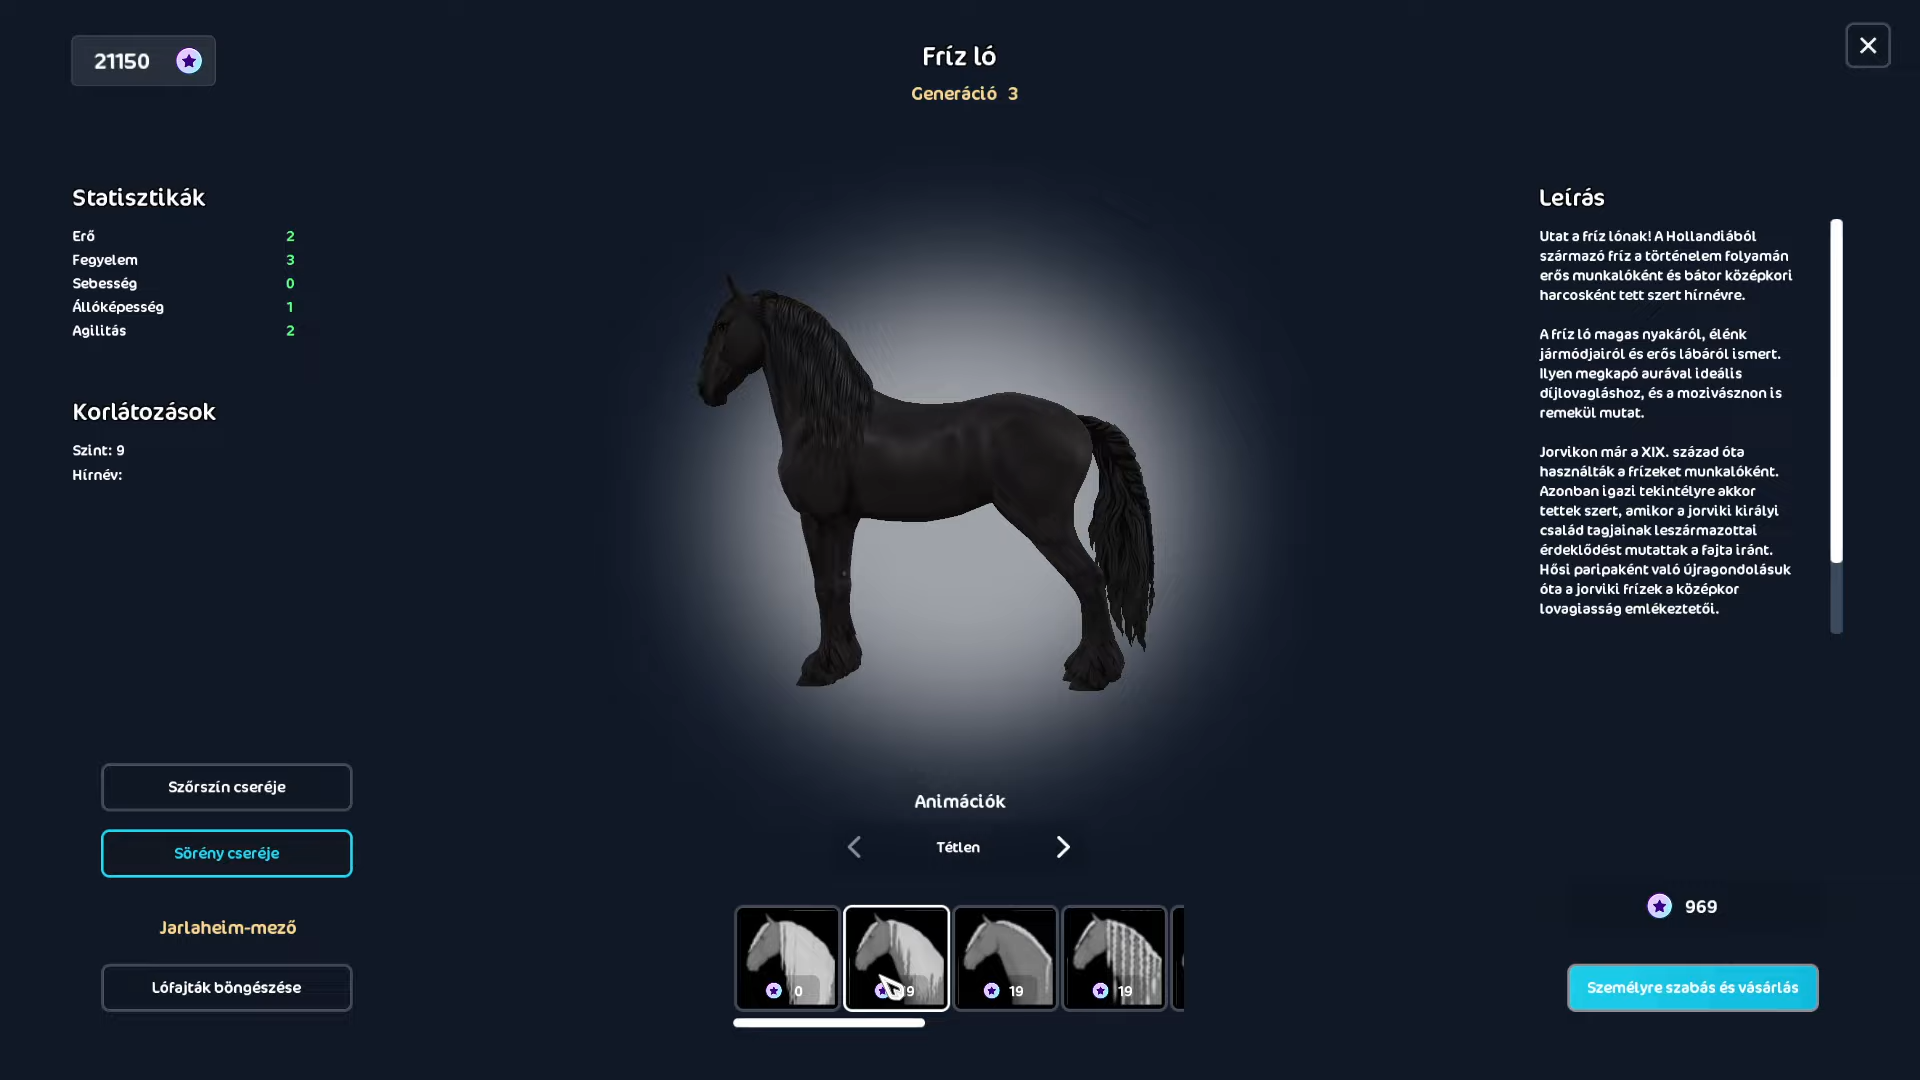 21150
Fríz ló
Generáció 3
Statisztikák
Erő 2
Fegyelem 3
Sebesség 0
Állóképesség 1
Agilitás 2
Korlátozások
Szint: 9
Hírnév:
Leírás
Utat a fríz lónak! A Hollandiából
származó fríz a történelem folyamán
erős munkalóként és bátor középkori
harcosként tett szert hírnévre.
A fríz ló magas nyakáról, élénk
jármódjairól és erős lábáról ismert.
Ilyen megkapó aurával ideális
díjlovagláshoz, és a mozivásznon is
remekül mutat.
Jorvikon már a XIX. század óta
használták a frízeket munkalóként.
Azonban igazi tekintélyre akkor
tettek szert, amikor a jorviki királyi
család tagjainak leszármazottai
érdeklődést mutattak a fajta iránt.
Hősi paripaként való újragondolásuk
óta a jorviki frízek a középkor
lovagiasság emlékeztetői.
Szőrszín cseréje
Sörény cseréje
Jarlaheim-mező
Lófajták böngészése
Animációk
Tétlen
0
19
19
969
Személyre szabás és vásárlás